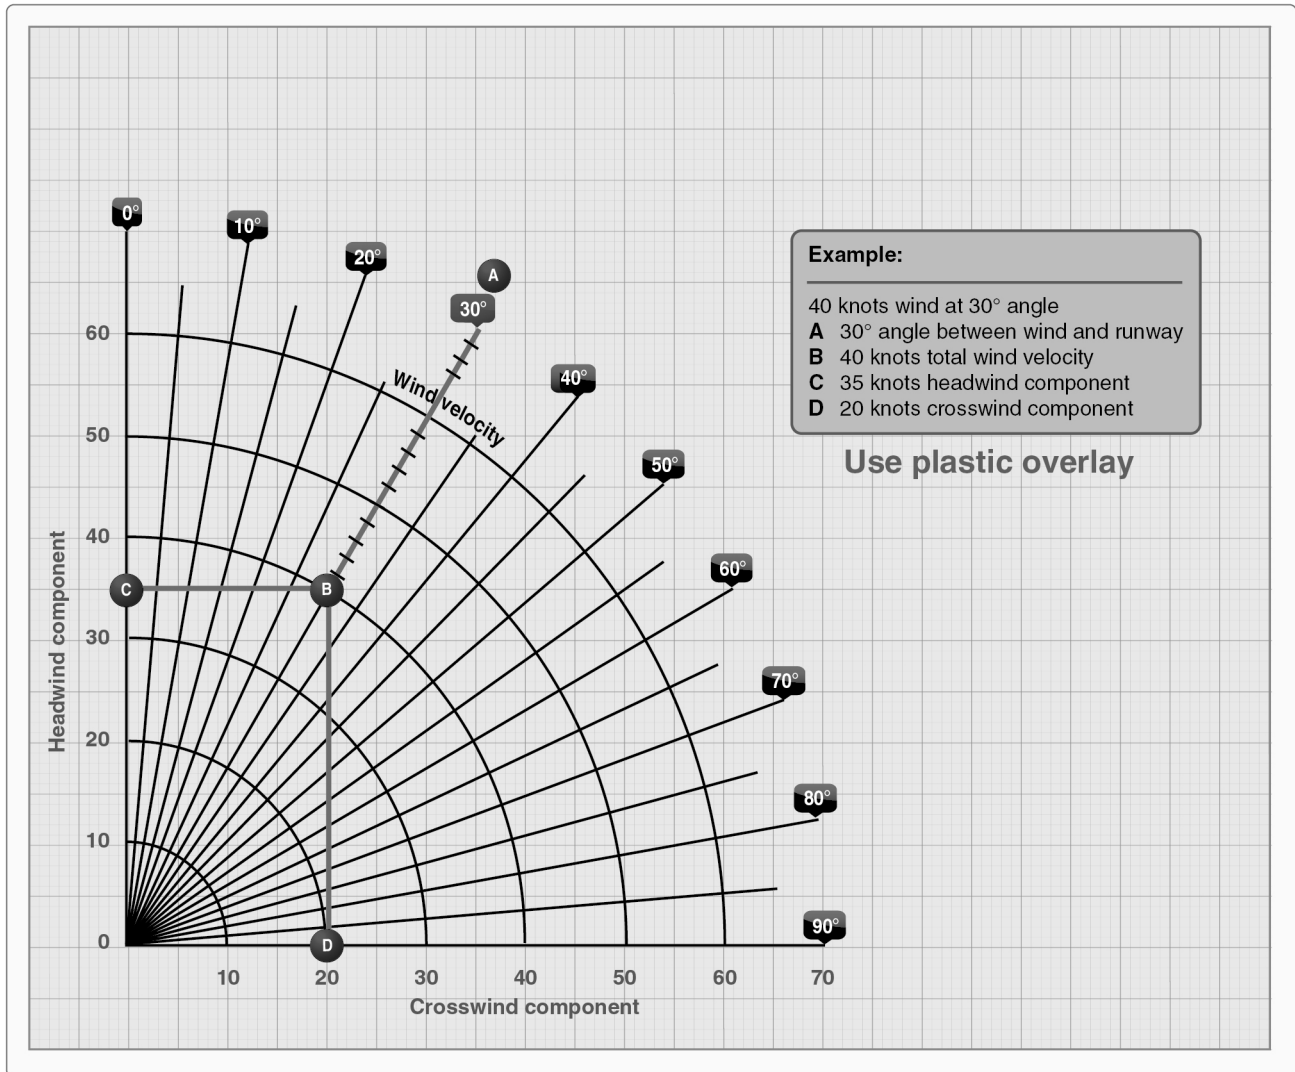 0°
10°
20°
A
30°
40°
50°
60°
70°
80°
90°
Wind velocity
60
50
40
30
20
10
0
C
B
D
Headwind component
10 20 30 40 50 60 70
Crosswind component
Example:
40 knots wind at 30° angle
A 30° angle between wind and runway
B 40 knots total wind velocity
C 35 knots headwind component
D 20 knots crosswind component
Use plastic overlay